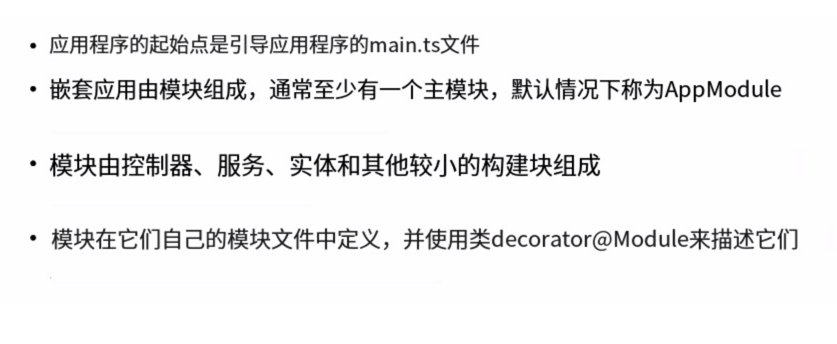 • 应用程序的起始点是引导应用程序的main.ts文件
• 嵌套应用由模块组成，通常至少有一个主模块，默认情况下称为AppModule
• 模块由控制器、服务、实体和其他较小的构建块组成
• 模块在它们自己的模块文件中定义，并使用类decorator@Module来描述它们